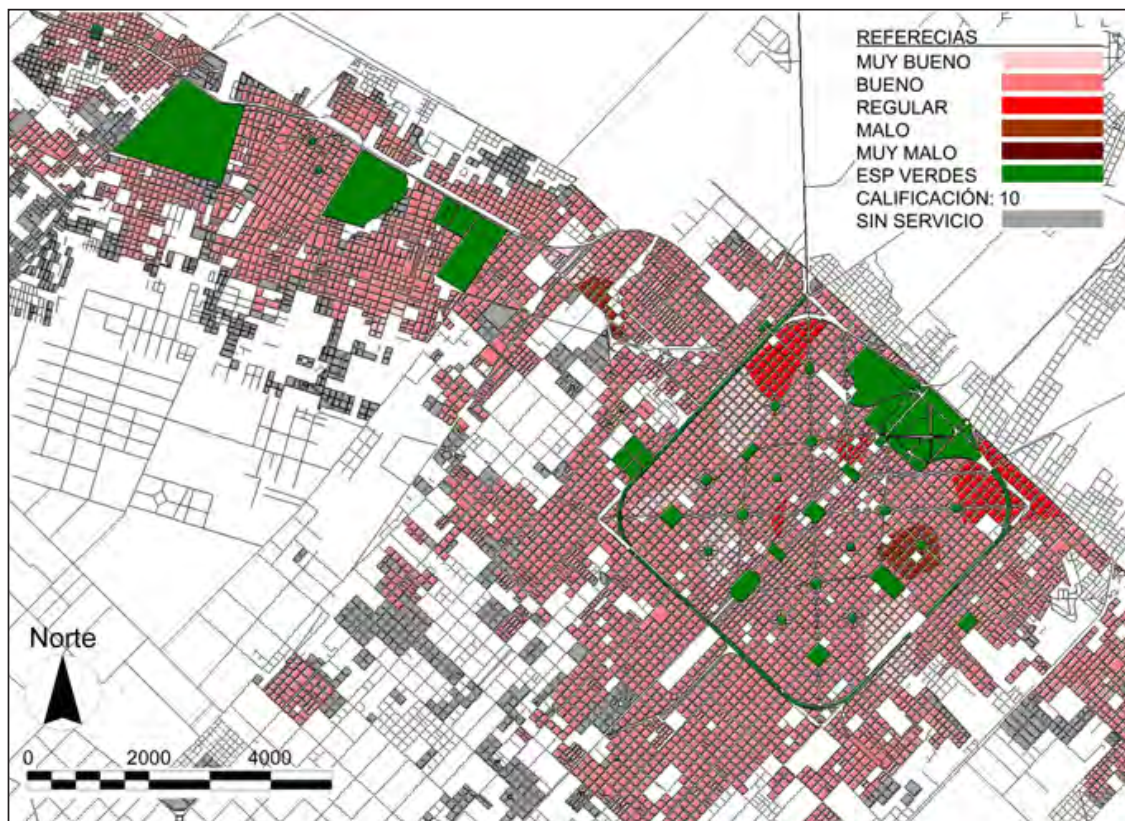 REFERECIAS
MUY BUENO
BUENO
REGULAR
MALO
MUY MALO
ESP VERDES
CALIFICACIÓN: 10
SIN SERVICIO
Norte
0 2000 4000